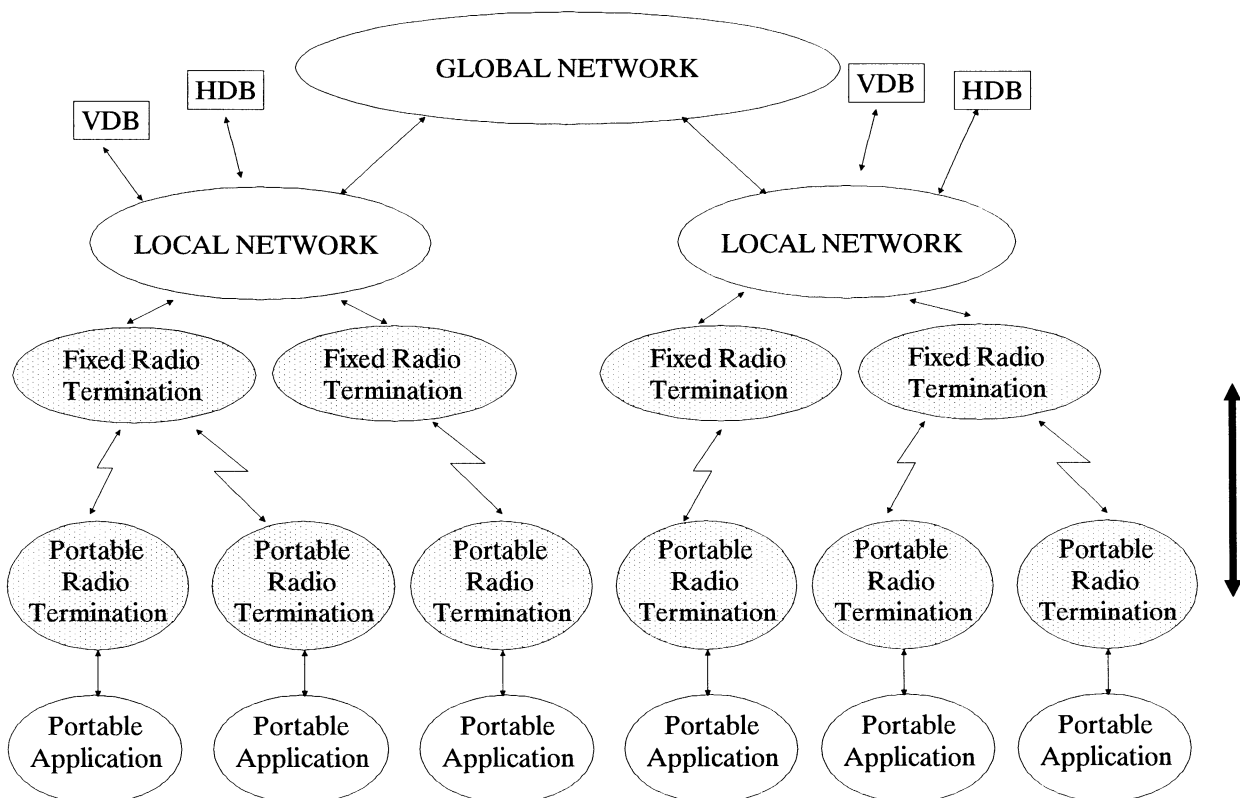 GLOBAL NETWORK
VDB
HDB
VDB
HDB
LOCAL NETWORK
LOCAL NETWORK
Fixed Radio
Termination
Fixed Radio
Termination
Fixed Radio
Termination
Fixed Radio
Termination
Portable
Radio
Termination
Portable
Radio
Termination
Portable
Radio
Termination
Portable
Radio
Termination
Portable
Radio
Termination
Portable
Radio
Termination
Portable
Application
Portable
Application
Portable
Application
Portable
Application
Portable
Application
Portable
Application